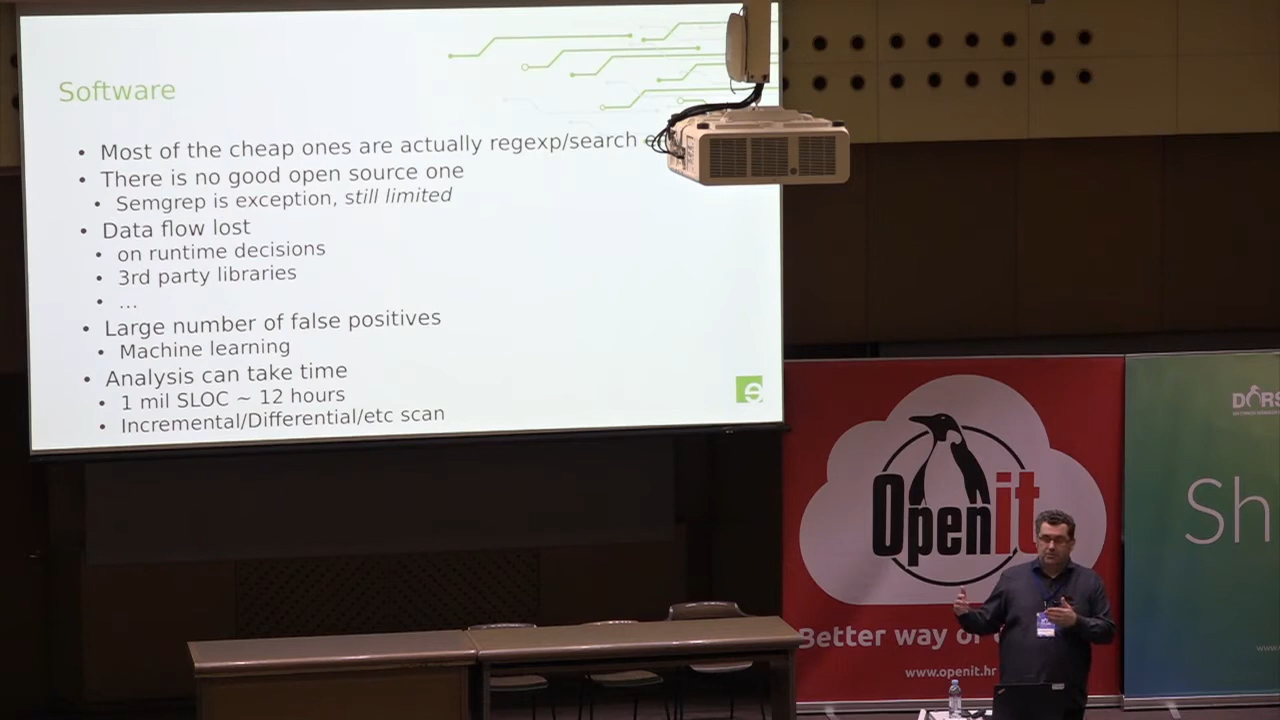 Software
• Most of the cheap ones are actually regexp/search
• There is no good open source one
• Semgrep is exception, still limited
• Data flow lost
• on runtime decisions
• 3rd party libraries
• ...
• Large number of false positives
• Machine learning
• Analysis can take time
• 1 mil SLOC ~ 12 hours
• Incremental/Differential/etc scan
Openit
Better way of
www.openit.hr
DORS
Sh